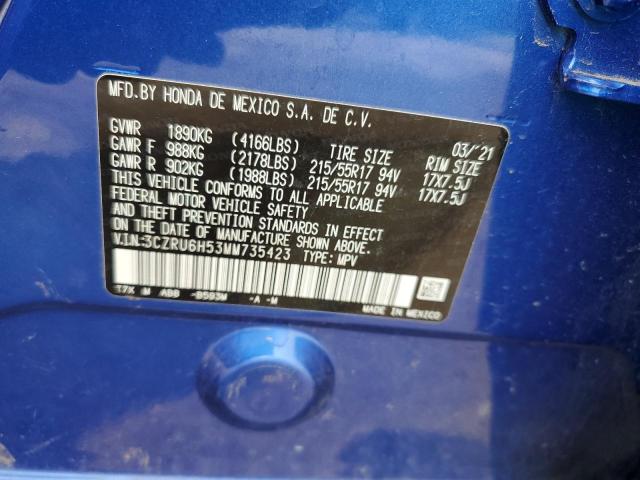 MFD.BY HONDA DE MEXICO S.A. DE C.V.
03/'21
GVWR 1890KG (4166LBS) TIRE SIZE RIM SIZE
GAWR F 988KG (2178LBS) 215/55R17 94V 17X7.5J
GAWR R 902KG (1988LBS) 215/55R17 94V 17X7.5J
THIS VEHICLE CONFORMS TO ALL APPLICABLE
FEDERAL MOTOR VEHICLE SAFETY
AND THEFT PREVENTION STANDARDS IN EFFECT
ON THE DATE OF MANUFACTURE SHOWN ABOVE.
V.I.N:3CZRU6H53MM735423 TYPE: MPV
T7X M ABB -B593M -A -M
MADE IN MEXICO